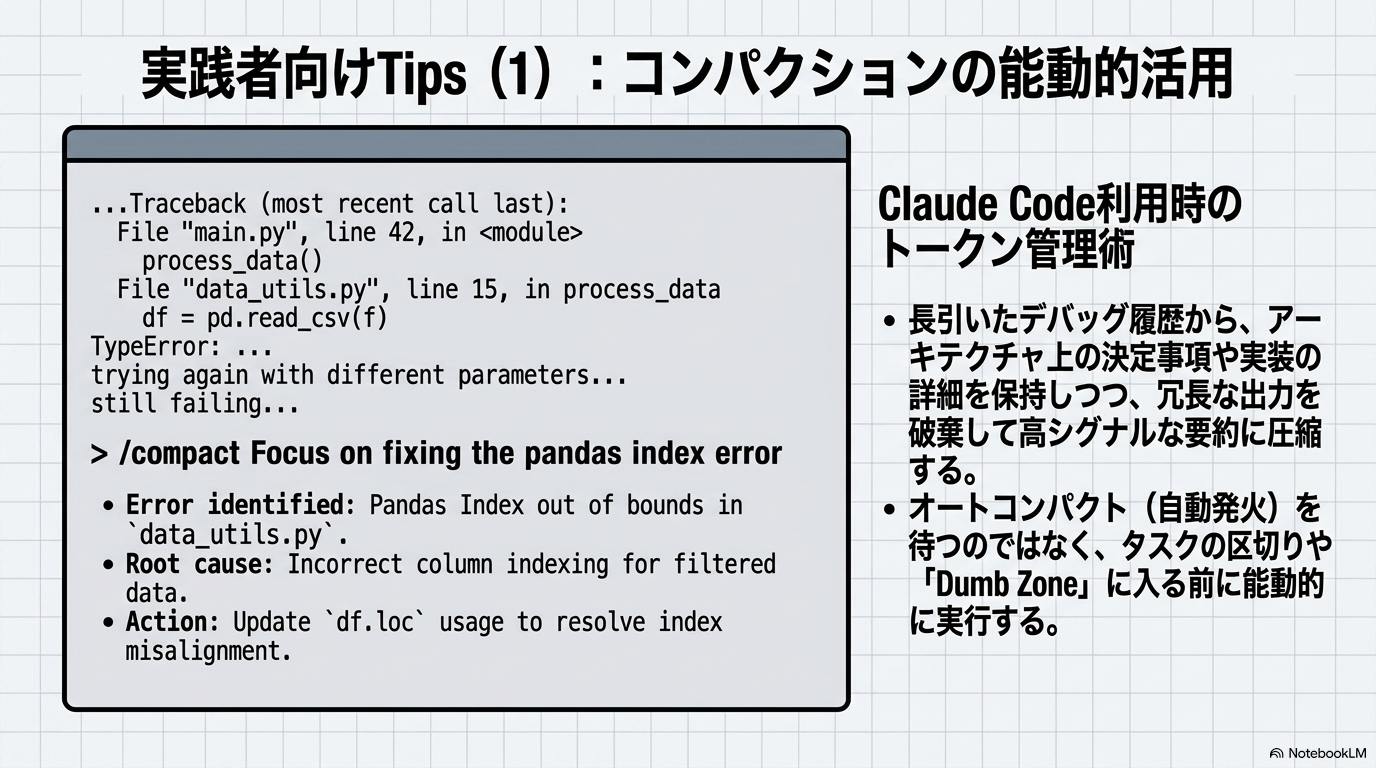 実践者向けTips（1）：コンパクションの能動的活用
...Traceback (most recent call last):
File "main.py", line 42, in <module>
process_data()
File "data_utils.py", line 15, in process_data
df = pd.read_csv(f)
TypeError: ...
trying again with different parameters...
still failing...
> /compact Focus on fixing the pandas index error
• Error identified: Pandas Index out of bounds in
`data_utils.py`.
• Root cause: Incorrect column indexing for filtered
data.
• Action: Update `df.loc` usage to resolve index
misalignment.
Claude Code利用時の
トークン管理術
• 長引いたデバッグ履歴から、アー
キテクチャ上の決定事項や実装の
詳細を保持しつつ、冗長な出力を
破棄して高シグナルな要約に圧縮
する。
• オートコンパクト（自動発火）を
待つのではなく、タスクの区切りや
「Dumb Zone」に入る前に能動的
に実行する。
NotebookLM